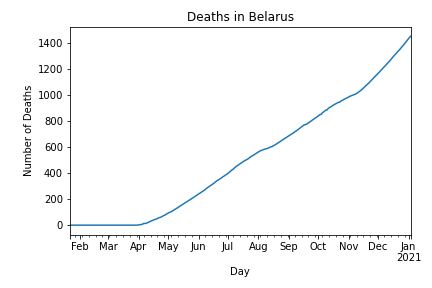 Deaths in Belarus
Number of Deaths
1400
1200
1000
800
600
400
200
0
Feb Mar Apr May Jun Jul Aug Sep Oct Nov Dec Jan
2021
Day